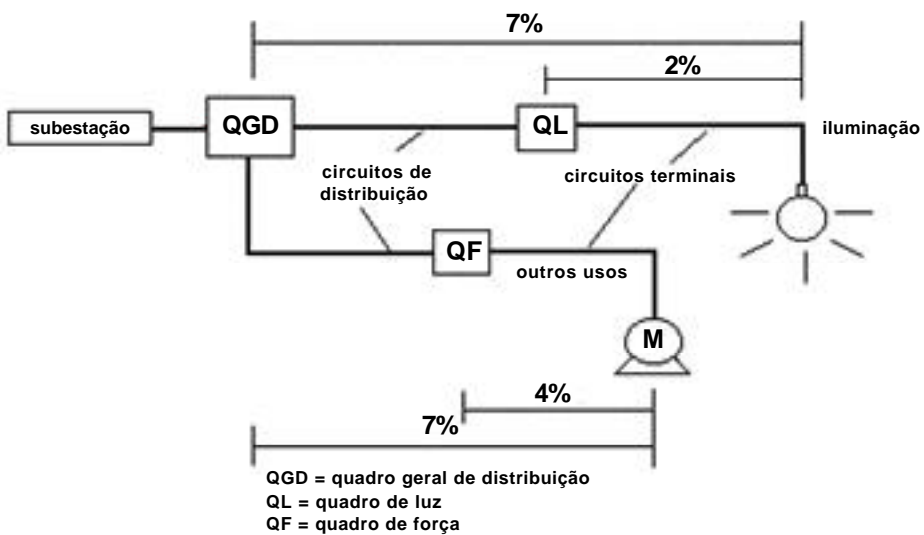 7%
2%
subestação
QGD
QL
iluminação
circuitos de
distribuição
circuitos terminais
QF
outros usos
M
4%
7%
QGD = quadro geral de distribuição
QL = quadro de luz
QF = quadro de força